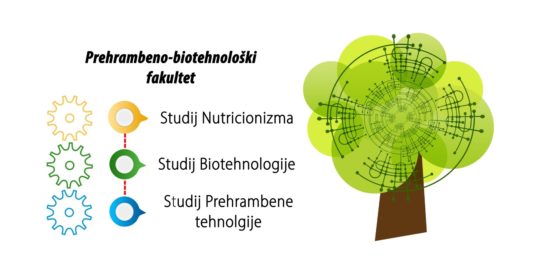 Prehrambeno-biotehnološki
fakultet
Studij Nutricionizma
Studij Biotehnologije
Studij Prehrambene
tehnolgije